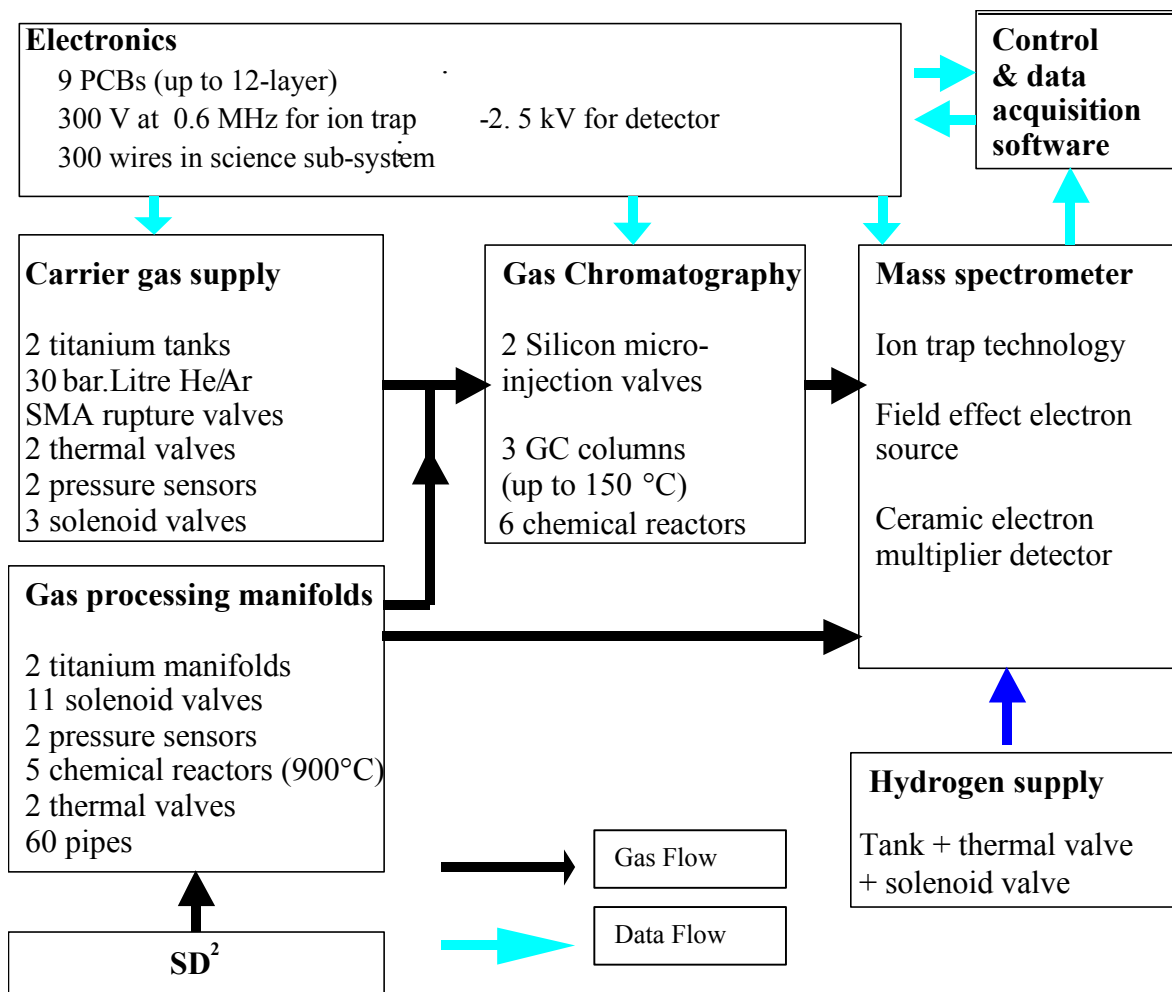 Electronics
9 PCBs (up to 12-layer)
300 V at 0.6 MHz for ion trap -2. 5 kV for detector
300 wires in science sub-system
Control
& data
acquisition
software
Carrier gas supply
2 titanium tanks
30 bar.Litre He/Ar
SMA rupture valves
2 thermal valves
2 pressure sensors
3 solenoid valves
Gas Chromatography
2 Silicon micro-
injection valves
3 GC columns
(up to 150 °C)
6 chemical reactors
Mass spectrometer
Ion trap technology
Field effect electron
source
Ceramic electron
multiplier detector
Gas processing manifolds
2 titanium manifolds
11 solenoid valves
2 pressure sensors
5 chemical reactors (900°C)
2 thermal valves
60 pipes
Hydrogen supply
Tank + thermal valve
+ solenoid valve
Gas Flow
Data Flow
SD²